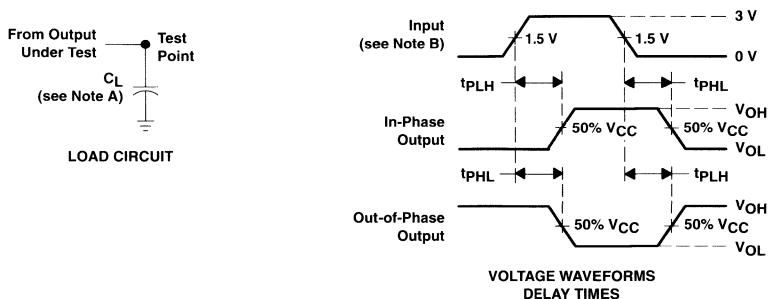 From Output
Under Test
Test
Point
CL
(see Note A)
LOAD CIRCUIT
Input
(see Note B)
1.5 V
1.5 V
3 V
0 V
tPLH
tPHL
In-Phase
Output
50% VCC
50% VCC
VOH
VOL
tPHL
tPLH
Out-of-Phase
Output
50% VCC
50% VCC
VOH
VOL
VOLTAGE WAVEFORMS
DELAY TIMES